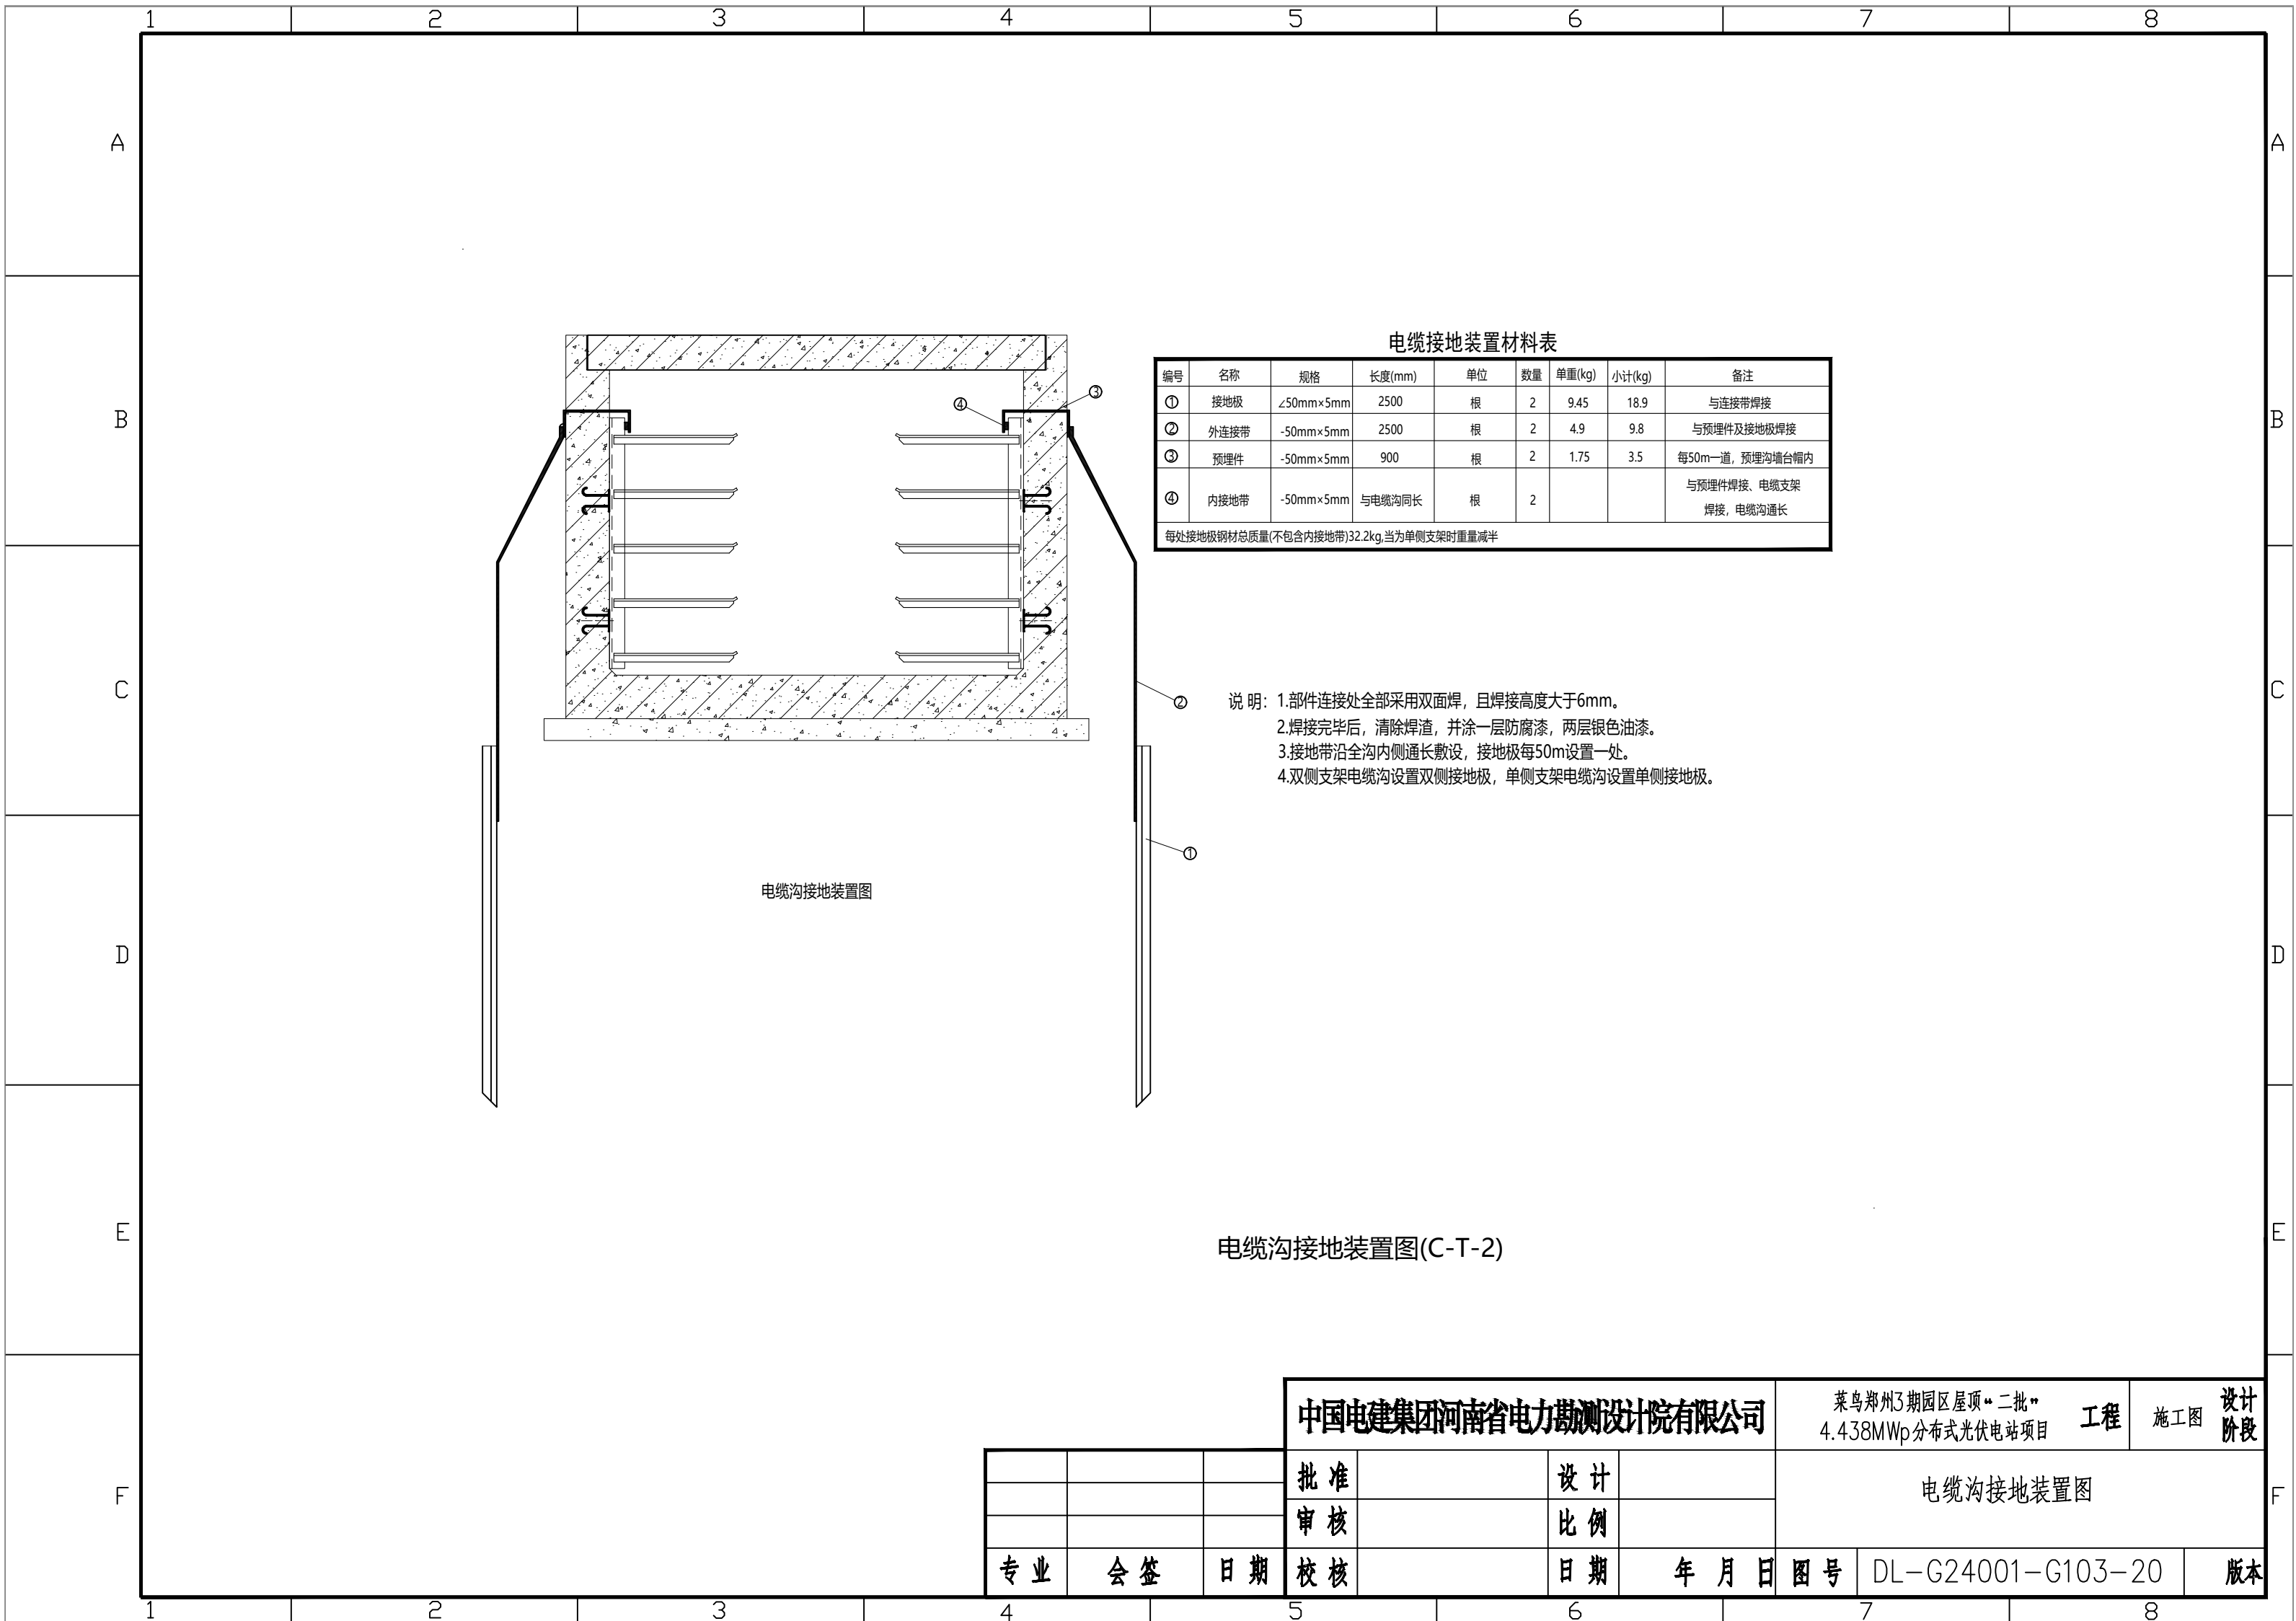 1 2 3 4 5 6 7 8
A A
B B
C C
D D
E E
F F
④ ③
②
①
电缆沟接地装置图
电缆接地装置材料表
编号 名称 规格 长度(mm) 单位 数量 单重(kg) 小计(kg) 备注
① 接地极 ∠50mm×5mm 2500 根 2 9.45 18.9 与连接带焊接
② 外连接带 -50mm×5mm 2500 根 2 4.9 9.8 与预埋件及接地极焊接
③ 预埋件 -50mm×5mm 900 根 2 1.75 3.5 每50m一道，预埋沟墙台帽内
④ 内接地带 -50mm×5mm 与电缆沟同长 根 2 与预埋件焊接、电缆支架
焊接，电缆沟通长
每处接地极钢材总质量(不包含内接地带)32.2kg,当为单侧支架时重量减半
说 明：1.部件连接处全部采用双面焊，且焊接高度大于6mm。
2.焊接完毕后，清除焊渣，并涂一层防腐漆，两层银色油漆。
3.接地带沿全沟内侧通长敷设，接地极每50m设置一处。
4.双侧支架电缆沟设置双侧接地极，单侧支架电缆沟设置单侧接地极。
电缆沟接地装置图(C-T-2)
中国电建集团河南省电力勘测设计院有限公司
菜鸟郑州3期园区屋顶“二批”
4.438MWp分布式光伏电站项目
工程
施工图
设计
阶段
批 准 设 计
审 核 比 例
校 核 日 期 年 月 日
电缆沟接地装置图
图 号 DL-G24001-G103-20 版本
专 业 会 签 日 期
1 2 3 4 5 6 7 8